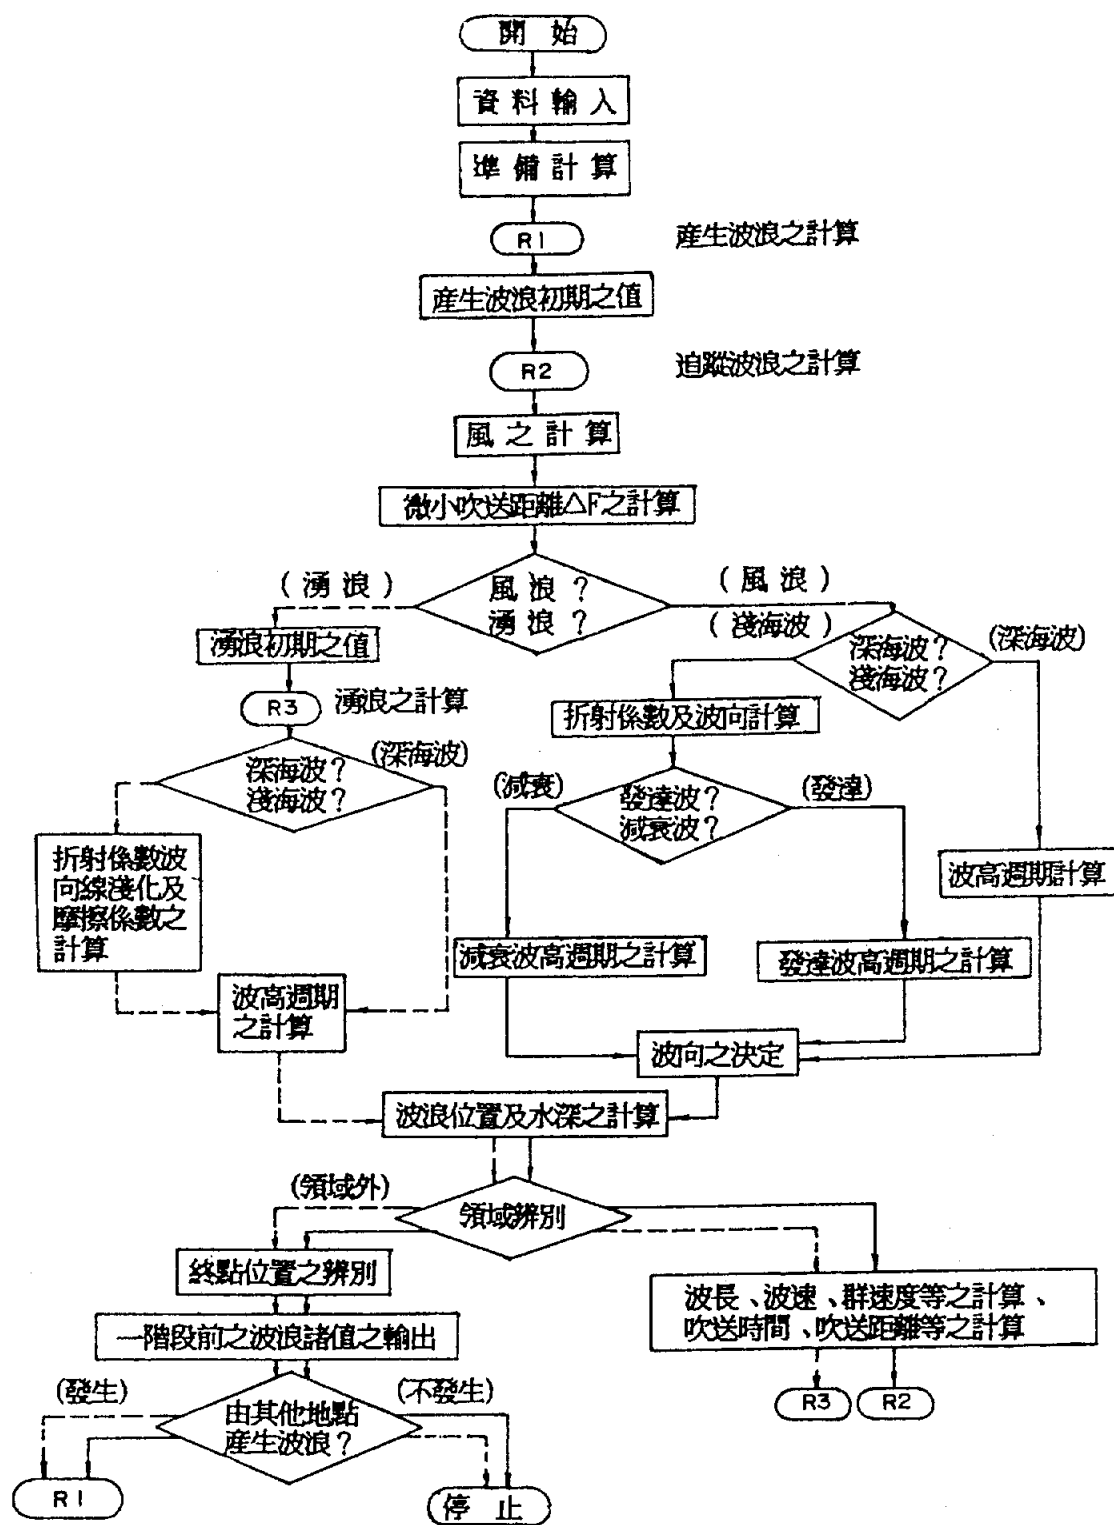 開始
資料輸入
準備計算
R1
産生波浪之計算
産生波浪初期之值
R2
追蹤波浪之計算
風之計算
微小吹送距離△F之計算
(湧浪)
風浪?
湧浪?
(風浪)
湧浪初期之值
(淺海波)
深海波?
淺海波?
(深海波)
R3
湧浪之計算
折射係數及波向計算
深海波?
淺海波?
(深海波)
(減衰)
發達波?
減衰波?
(發達)
折射係數波
向線淺化及
摩擦係數之
計算
波高週期計算
減衰波高週期之計算
發達波高週期之計算
波高週期
之計算
波向之決定
波浪位置及水深之計算
(領域外)
領域辨別
終點位置之辨別
波長、波速、群速度等之計算、
吹送時間、吹送距離等之計算
一階段前之波浪諸值之輸出
R3
R2
(發生)
由其他地點
産生波浪?
(不發生)
R1
停止